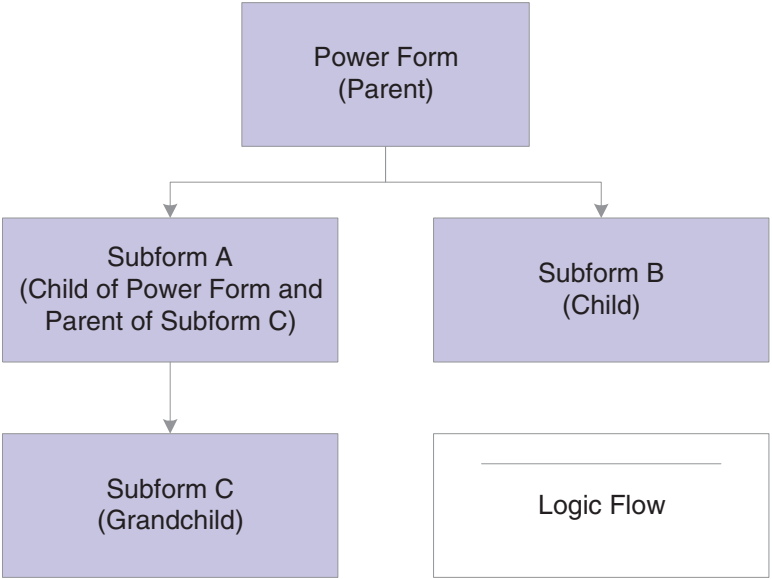 Power Form
(Parent)
Subform A
(Child of Power Form and
Parent of Subform C)
Subform B
(Child)
Subform C
(Grandchild)
Logic Flow